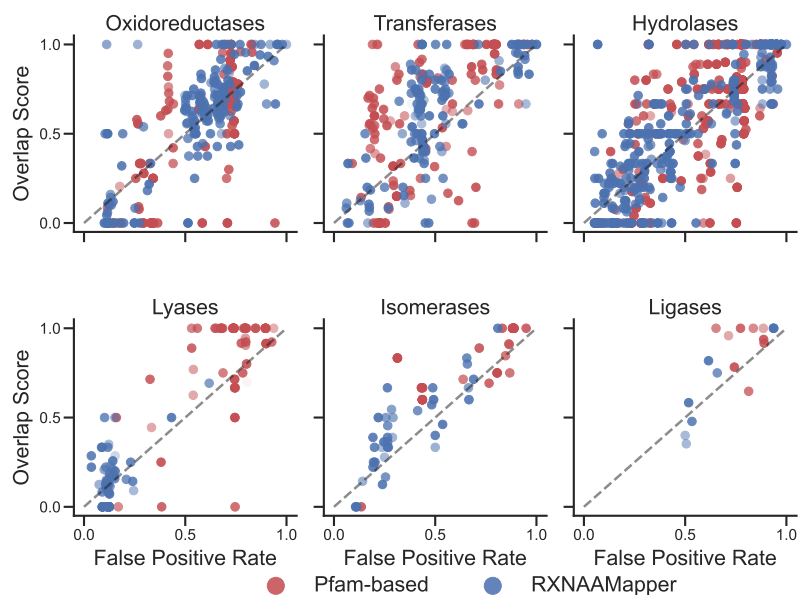 Oxidoreductases Transferases Hydrolases
1.0
0.5
0.0
Overlap Score
Lyases Isomerases Ligases
1.0
0.5
0.0
Overlap Score
0.0 0.5 1.0 0.0 0.5 1.0 0.0 0.5 1.0
False Positive Rate False Positive Rate False Positive Rate
Pfam-based RXNAAMapper